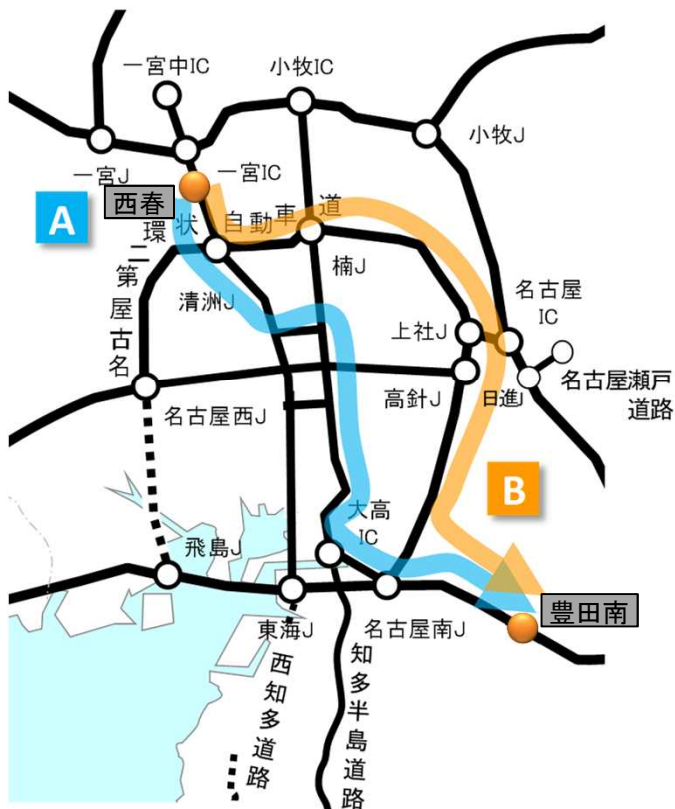 一宮中IC
小牧IC
小牧J
一宮J
一宮IC
A
西春
名古屋第二環状自動車道
楠J
清洲J
名古屋IC
上社J
名古屋瀬戸道路
日進J
高針J
名古屋西J
B
大高IC
飛島J
豊田南
東海J
名古屋南J
西知多道路
知多半島道路